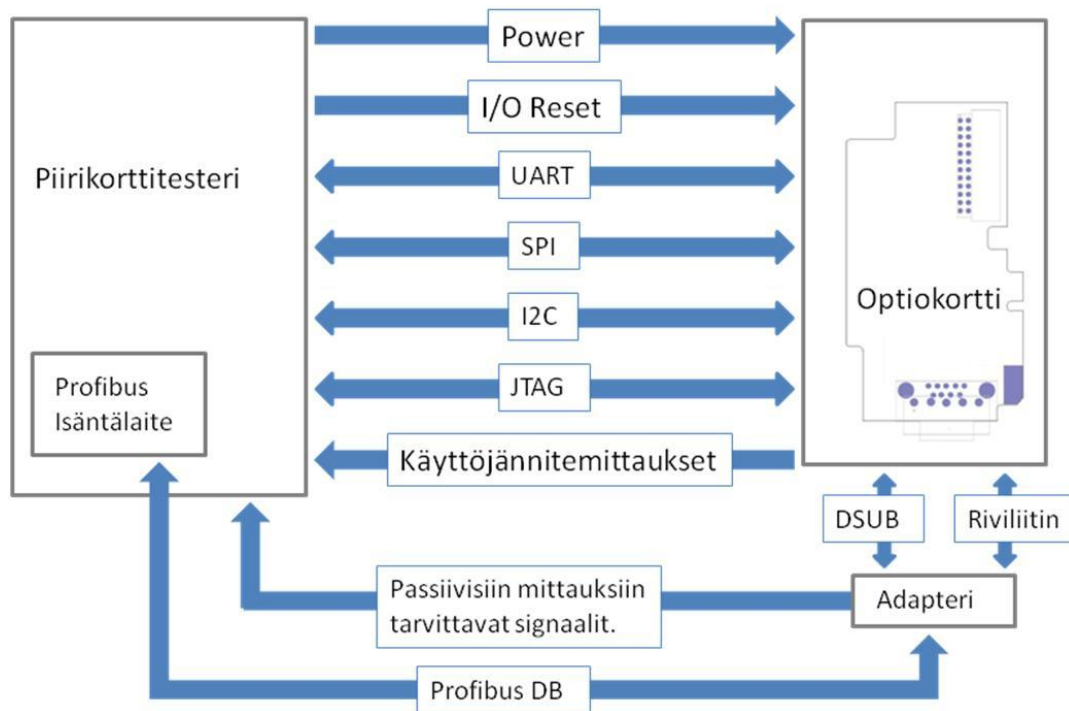 Power
I/O Reset
Piirikorttitesteri
UART
SPI
Optiokortti
I2C
Profibus
Isäntälaite
JTAG
Käyttöjännitemittaukset
DSUB
Riviliitin
Passiivisiin mittauksiin
tarvittavat signaalit.
Adapteri
Profibus DB